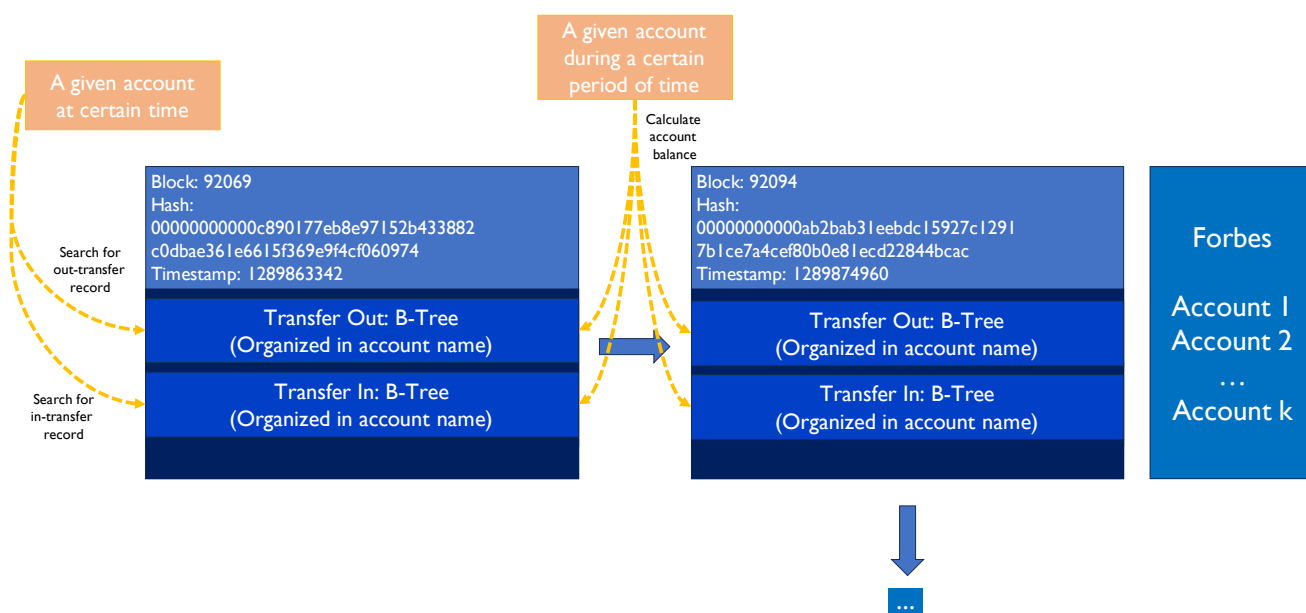 A given account
at certain time
A given account
during a certain
period of time
Calculate
account
balance
Search for
out-transfer
record
Search for
in-transfer
record
Block: 92069
Hash:
00000000000c890177eb8e97152b433882
c0dbae361e6615f369e9f4cf060974
Timestamp: 1289863342
Transfer Out: B-Tree
(Organized in account name)
Transfer In: B-Tree
(Organized in account name)
Block: 92094
Hash:
00000000000ab2bab31eebdc15927c1291
7b1ce7a4cef80b0e81ecd22844bcac
Timestamp: 1289874960
Transfer Out: B-Tree
(Organized in account name)
Transfer In: B-Tree
(Organized in account name)
Forbes
Account 1
Account 2
...
Account k
...